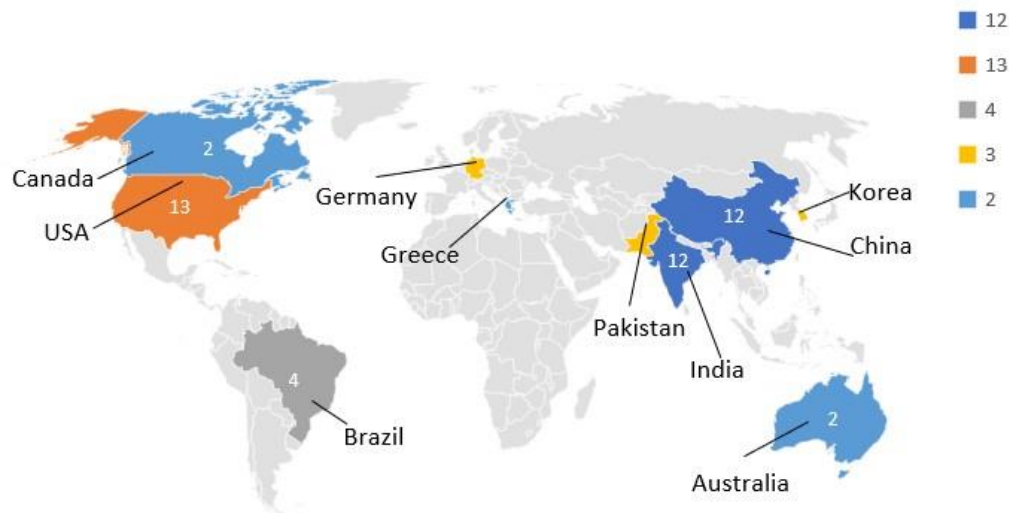 12
13
4
3
2
2
Canada
USA
13
Germany
Greece
Korea
12
China
12
Pakistan
India
4
Brazil
2
Australia